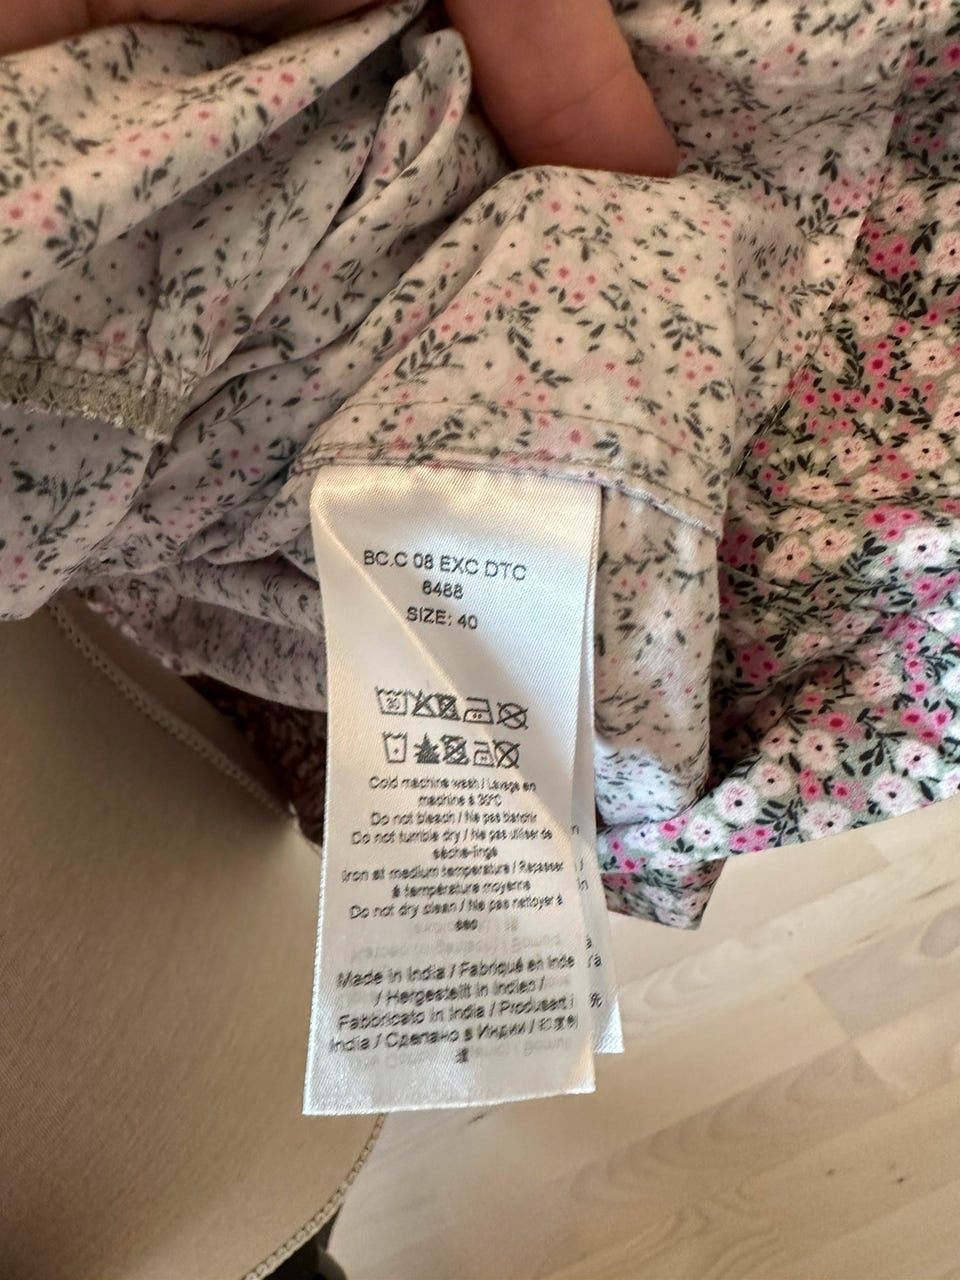 BC.C 08 EXC DTC
6488
SIZE: 40
30
Cold machine wash / Lavage en
machine à 30°C
Do not bleach / Ne pas blanchir
Do not tumble dry / Ne pas utiliser de
sèche-linge
Iron at medium temperature / Repasser
à température moyenne
Do not dry clean / Ne pas nettoyer à
sec
Made in India / Fabriqué en Inde
/ Hergestellt in Indien /
Fabbricato in India / Produsert i
India / Сделано в Индии /